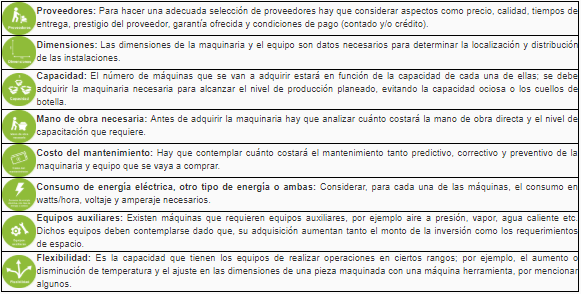 Proveedores: Para hacer una adecuada selección de proveedores hay que considerar aspectos como precio, calidad, tiempos de
entrega, prestigio del proveedor, garantía ofrecida y condiciones de pago (contado y/o crédito).
Dimensiones: Las dimensiones de la maquinaria y el equipo son datos necesarios para determinar la localización y distribución
de las instalaciones.
Capacidad: El número de máquinas que se van a adquirir estará en función de la capacidad de cada una de ellas; se debe
adquirir la maquinaria necesaria para alcanzar el nivel de producción planeado, evitando la capacidad ociosa o los cuellos de
botella.
Mano de obra necesaria: Antes de adquirir la maquinaria hay que analizar cuánto costará la mano de obra directa y el nivel de
capacitación que requiere.
Costo del mantenimiento: Hay que contemplar cuánto costará el mantenimiento tanto predictivo, correctivo y preventivo de la
maquinaria y equipo que se vaya a comprar.
Consumo de energía eléctrica, otro tipo de energía o ambas: Considerar, para cada una de las máquinas, el consumo en
watts/hora, voltaje y amperaje necesarios.
Equipos auxiliares: Existen máquinas que requieren equipos auxiliares, por ejemplo aire a presión, vapor, agua caliente etc.
Dichos equipos deben contemplarse dado que, su adquisición aumentan tanto el monto de la inversión como los requerimientos
de espacio.
Flexibilidad: Es la capacidad que tienen los equipos de realizar operaciones en ciertos rangos; por ejemplo, el aumento o
disminución de temperatura y el ajuste en las dimensiones de una pieza maquinada con una máquina herramienta, por mencionar
algunos.